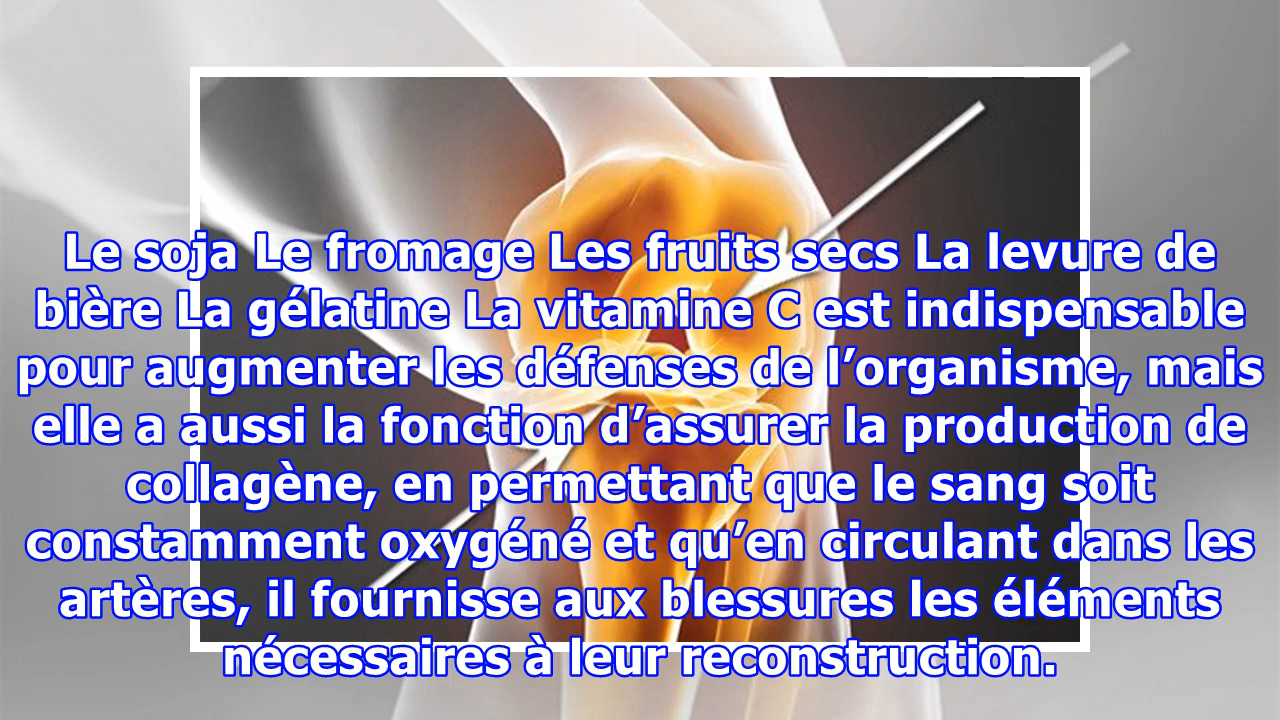 Le soja Le fromage Les fruits secs La levure de
bière La gélatine La vitamine C est indispensable
pour augmenter les défenses de l’organisme, mais
elle a aussi la fonction d’assurer la production de
collagène, en permettant que le sang soit
constamment oxygéné et qu’en circulant dans les
artères, il fournisse aux blessures les éléments
nécessaires à leur reconstruction.